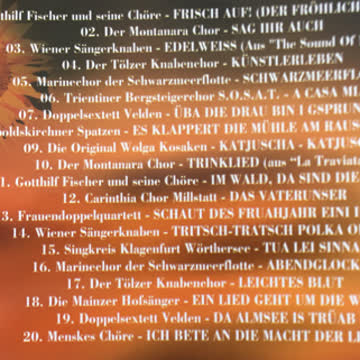 thilf Fischer und seine Chöre - FRISCH AUF! (DER FRÖHLICH
02. Der Montanara Chor - SAG IHR AUCH
03. Wiener Sängerknaben - EDELWEISS (Aus "The Sound Of
04. Der Tölzer Knabenchor - KÜNSTLERLEBEN
05. Marinechor der Schwarzmeerflotte - SCHWARZMEERFL
06. Trientiner Bergsteigerchor S.O.S.A.T. - A CASA MI
07. Doppelsextett Velden - ÜBA DIE DRAU BIN I GSPRUN
oldskirchner Spatzen - ES KLAPPERT DIE MÜHLE AM RAUS
09. Die Original Wolga Kosaken - KATJUSCHA - KATJUSC
10. Der Montanara Chor - TRINKLIED (aus "La Traviat
1. Gotthilf Fischer und seine Chöre - IM WALD, DA SIND DIE
12. Carinthia Chor Millstatt - DAS VATERUNSER
3. Frauendoppelquartett - SCHAUT DES FRUAHJAHR EINI I
14. Wiener Sängerknaben - TRITSCH-TRATSCH POLKA O
15. Singkreis Klagenfurt Wörthersee - TUA LEI SINNA
16. Marinechor der Schwarzmeerflotte - ABENDGLOCK
17. Der Tölzer Knabenchor - LEICHTES BLUT
18. Die Mainzer Hofsänger - EIN LIED GEHT UM DIE W
19. Doppelsextett Velden - DA ALMSEE IS TRÜAB
20. Menskes Chöre - ICH BETE AN DIE MACHT DER LI